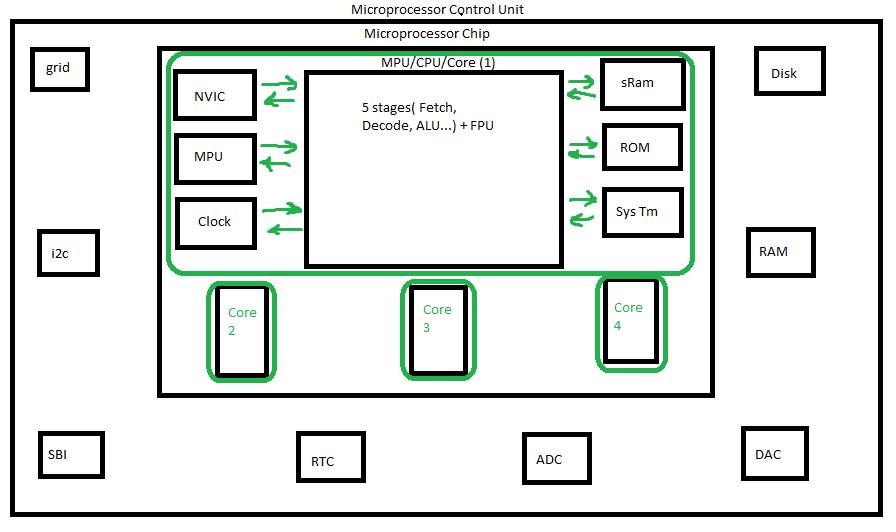 Microprocessor Control Unit
Microprocessor Chip
MPU/CPU/Core (1)
grid
NVIC
5 stages( Fetch,
Decode, ALU...) + FPU
sRam
Disk
MPU
ROM
Clock
Sys Tm
i2c
RAM
Core
2
Core
3
Core
4
SBI
RTC
ADC
DAC